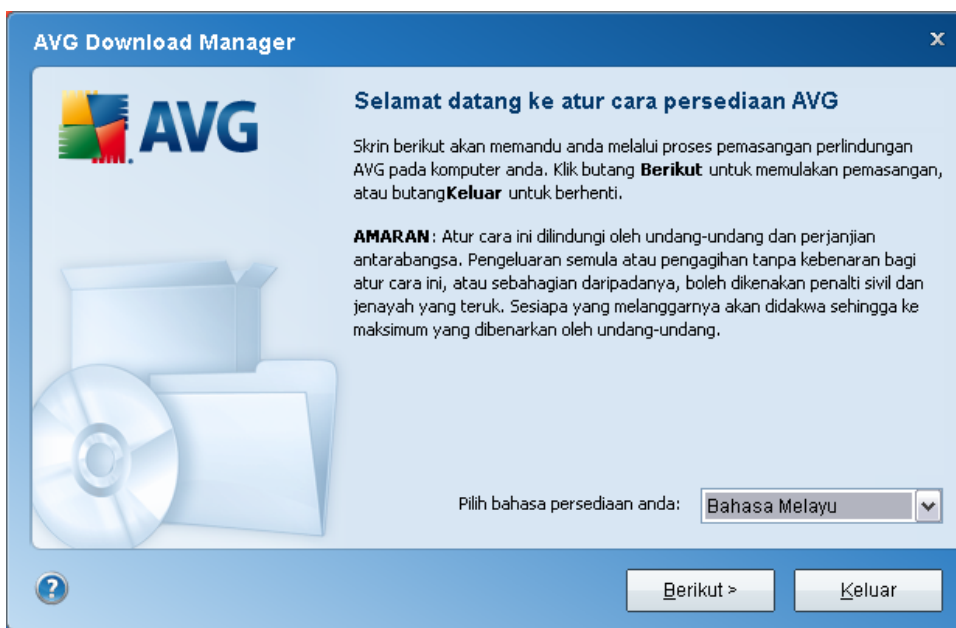 AVG Download Manager
x
AVG
Selamat datang ke atur cara persediaan AVG
Skrin berikut akan memandu anda melalui proses pemasangan perlindungan
AVG pada komputer anda. Klik butang Berikut untuk memulakan pemasangan,
atau butangKeluar untuk berhenti.
AMARAN: Atur cara ini dilindungi oleh undang-undang dan perjanjian
antarabangsa. Pengeluaran semula atau pengagihan tanpa kebenaran bagi
atur cara ini, atau sebahagian daripadanya, boleh dikenakan penalti sivil dan
jenayah yang teruk. Sesiapa yang melanggarnya akan didakwa sehingga ke
maksimum yang dibenarkan oleh undang-undang.
Pilih bahasa persediaan anda: Bahasa Melayu
? Berikut > Keluar